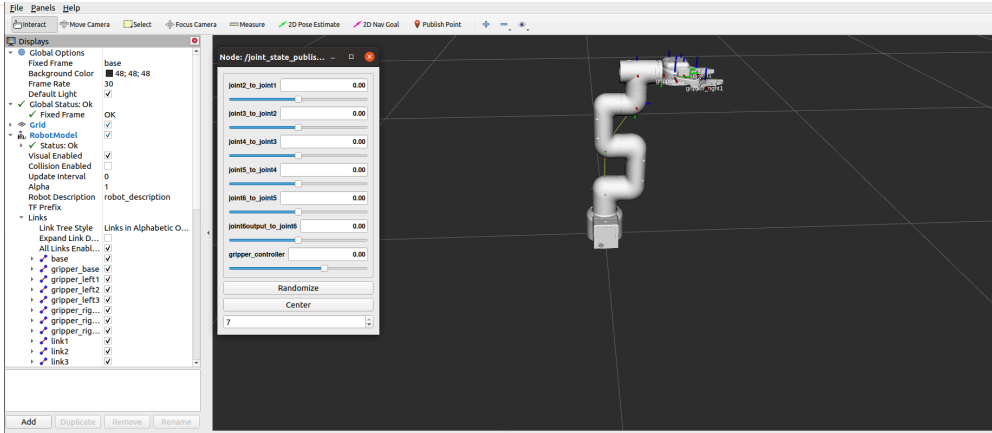 File Panels Help
Interact Move Camera Select Focus Camera Measure 2D Pose Estimate 2D Nav Goal Publish Point
Displays
Global Options
Fixed Frame base
Background Color 48; 48; 48
Frame Rate 30
Default Light
Global Status: Ok
Fixed Frame OK
Grid
RobotModel
Status: Ok
Visual Enabled
Collision Enabled
Update Interval 0
Alpha 1
Robot Description robot_description
TF Prefix
Links
Link Tree Style Links in Alphabetic O...
Expand Link D...
All Links Enabl...
base
gripper_base
gripper_left1
gripper_left2
gripper_left3
gripper_rig...
gripper_rig...
gripper_rig...
link1
link2
link3
Add Duplicate Remove Rename
Node: /joint_state_publis...
joint2_to_joint1 0.00
joint3_to_joint2 0.00
joint4_to_joint3 0.00
joint5_to_joint4 0.00
joint6_to_joint5 0.00
joint6output_to_joint6 0.00
gripper_controller 0.00
Randomize
Center
7
gripper_right1